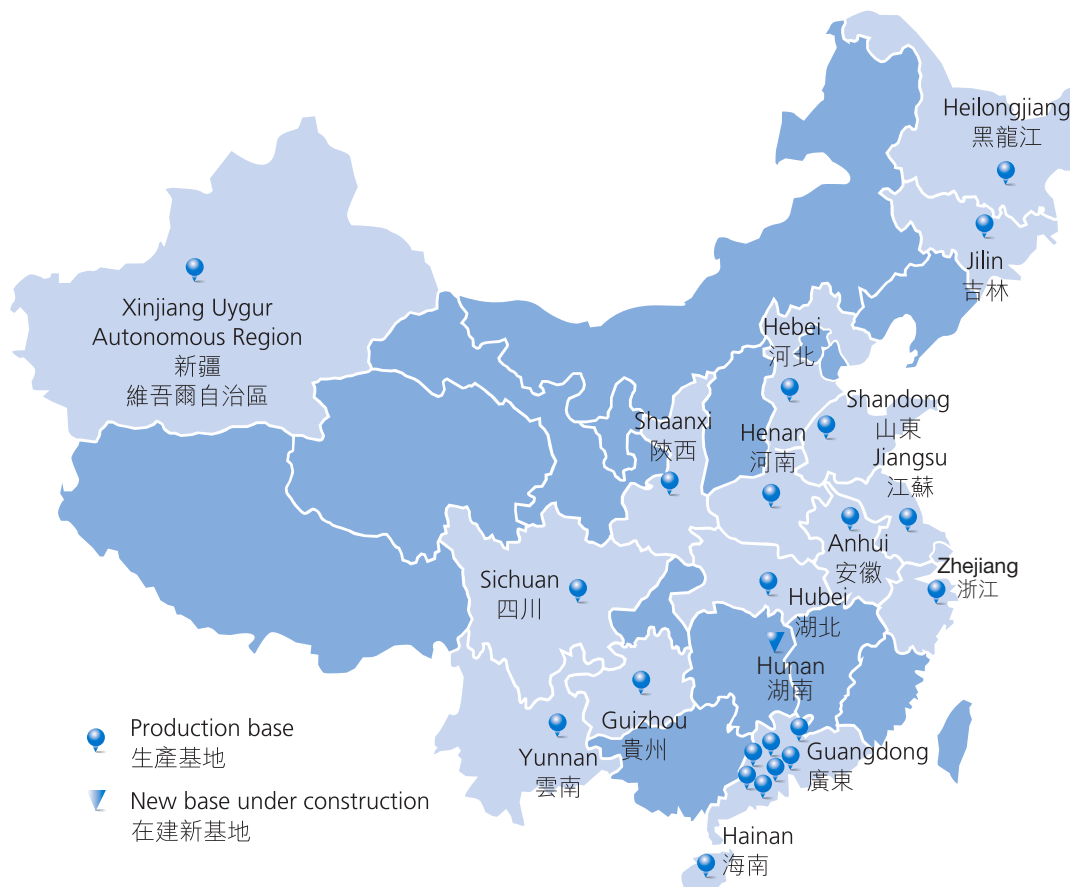 Heilongjiang
黑龍江
Jilin
吉林
Xinjiang Uygur
Autonomous Region
新疆
維吾爾自治區
Hebei
河北
Shandong
山東
Shaanxi
陝西
Henan
河南
Jiangsu
江蘇
Anhui
安徽
Zhejiang
浙江
Sichuan
四川
Hubei
湖北
Hunan
湖南
Guizhou
貴州
Yunnan
雲南
Guangdong
廣東
Hainan
海南
Production base
生產基地
New base under construction
在建新基地